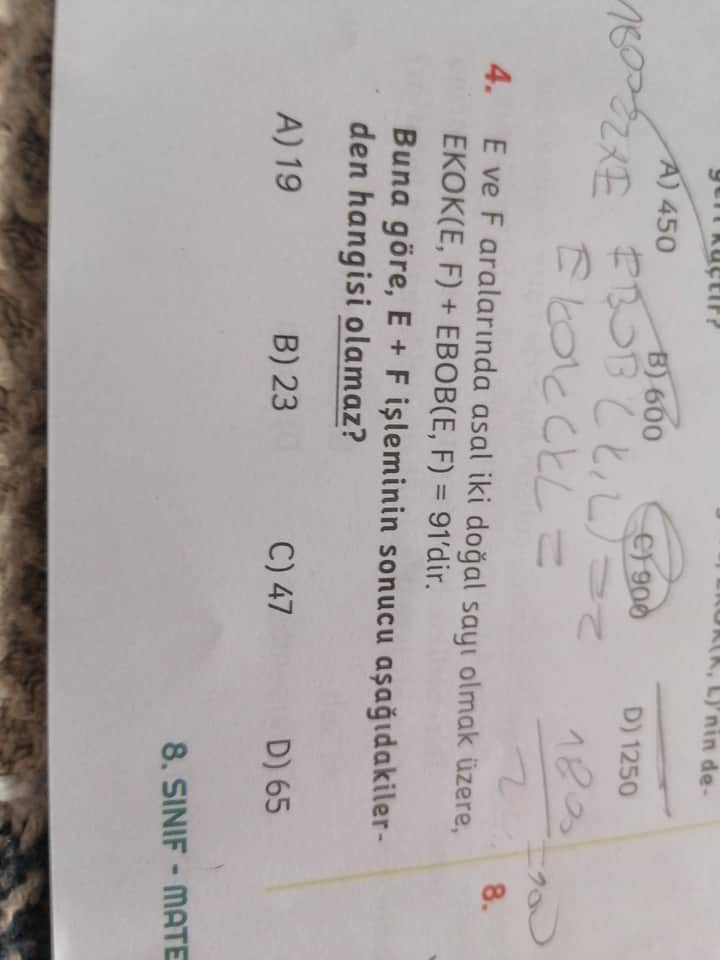 A) 450 B) 600 C) 900 D) 1250
4. E ve F aralarında asal iki doğal sayı olmak üzere,
EKOK(E, F) + EBOB(E, F) = 91'dir.
Buna göre, E + F işleminin sonucu aşağıdakiler-
den hangisi olamaz?
A) 19 B) 23 C) 47 D) 65
8.
8. SINIF - MATE